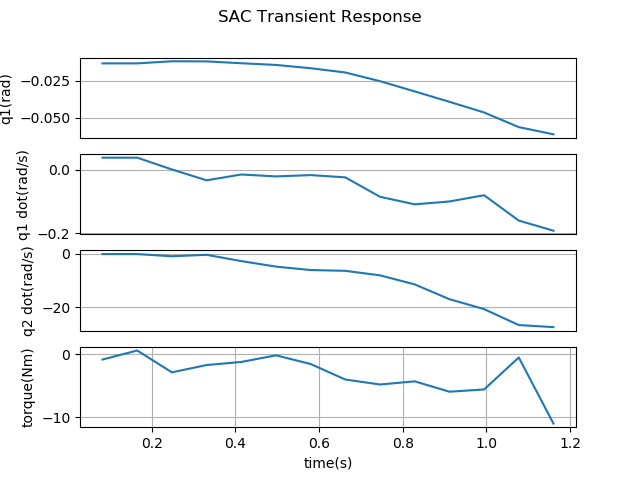 SAC Transient Response
q1(rad)
−0.025
−0.050
q1 dot(rad/s)
0.0
−0.2
q2 dot(rad/s)
0
−20
torque(Nm)
0
−10
0.2 0.4 0.6 0.8 1.0 1.2
time(s)